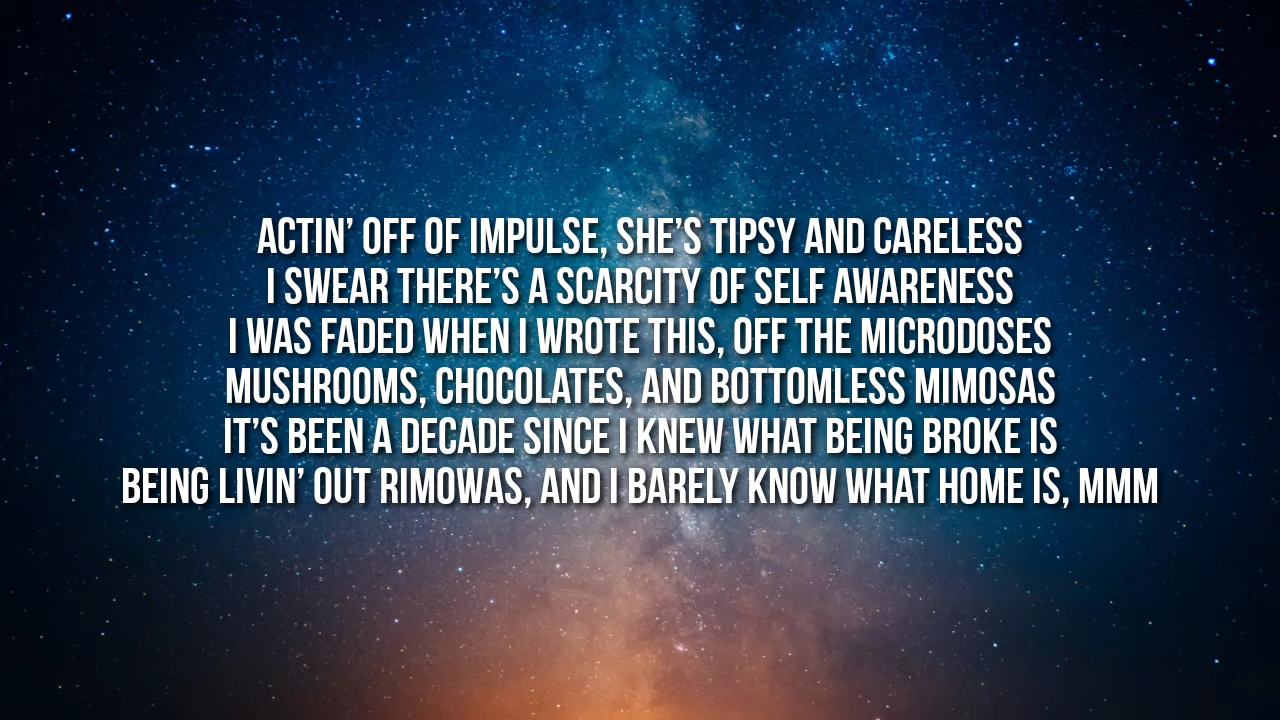 ACTIN’ OFF OF IMPULSE, SHE’S TIPSY AND CARELESS
I SWEAR THERE’S A SCARCITY OF SELF AWARENESS
I WAS FADED WHEN I WROTE THIS, OFF THE MICRODOSES
MUSHROOMS, CHOCOLATES, AND BOTTOMLESS MIMOSAS
IT’S BEEN A DECADE SINCE I KNEW WHAT BEING BROKE IS
BEING LIVIN’ OUT RIMOWAS, AND I BARELY KNOW WHAT HOME IS, MMM